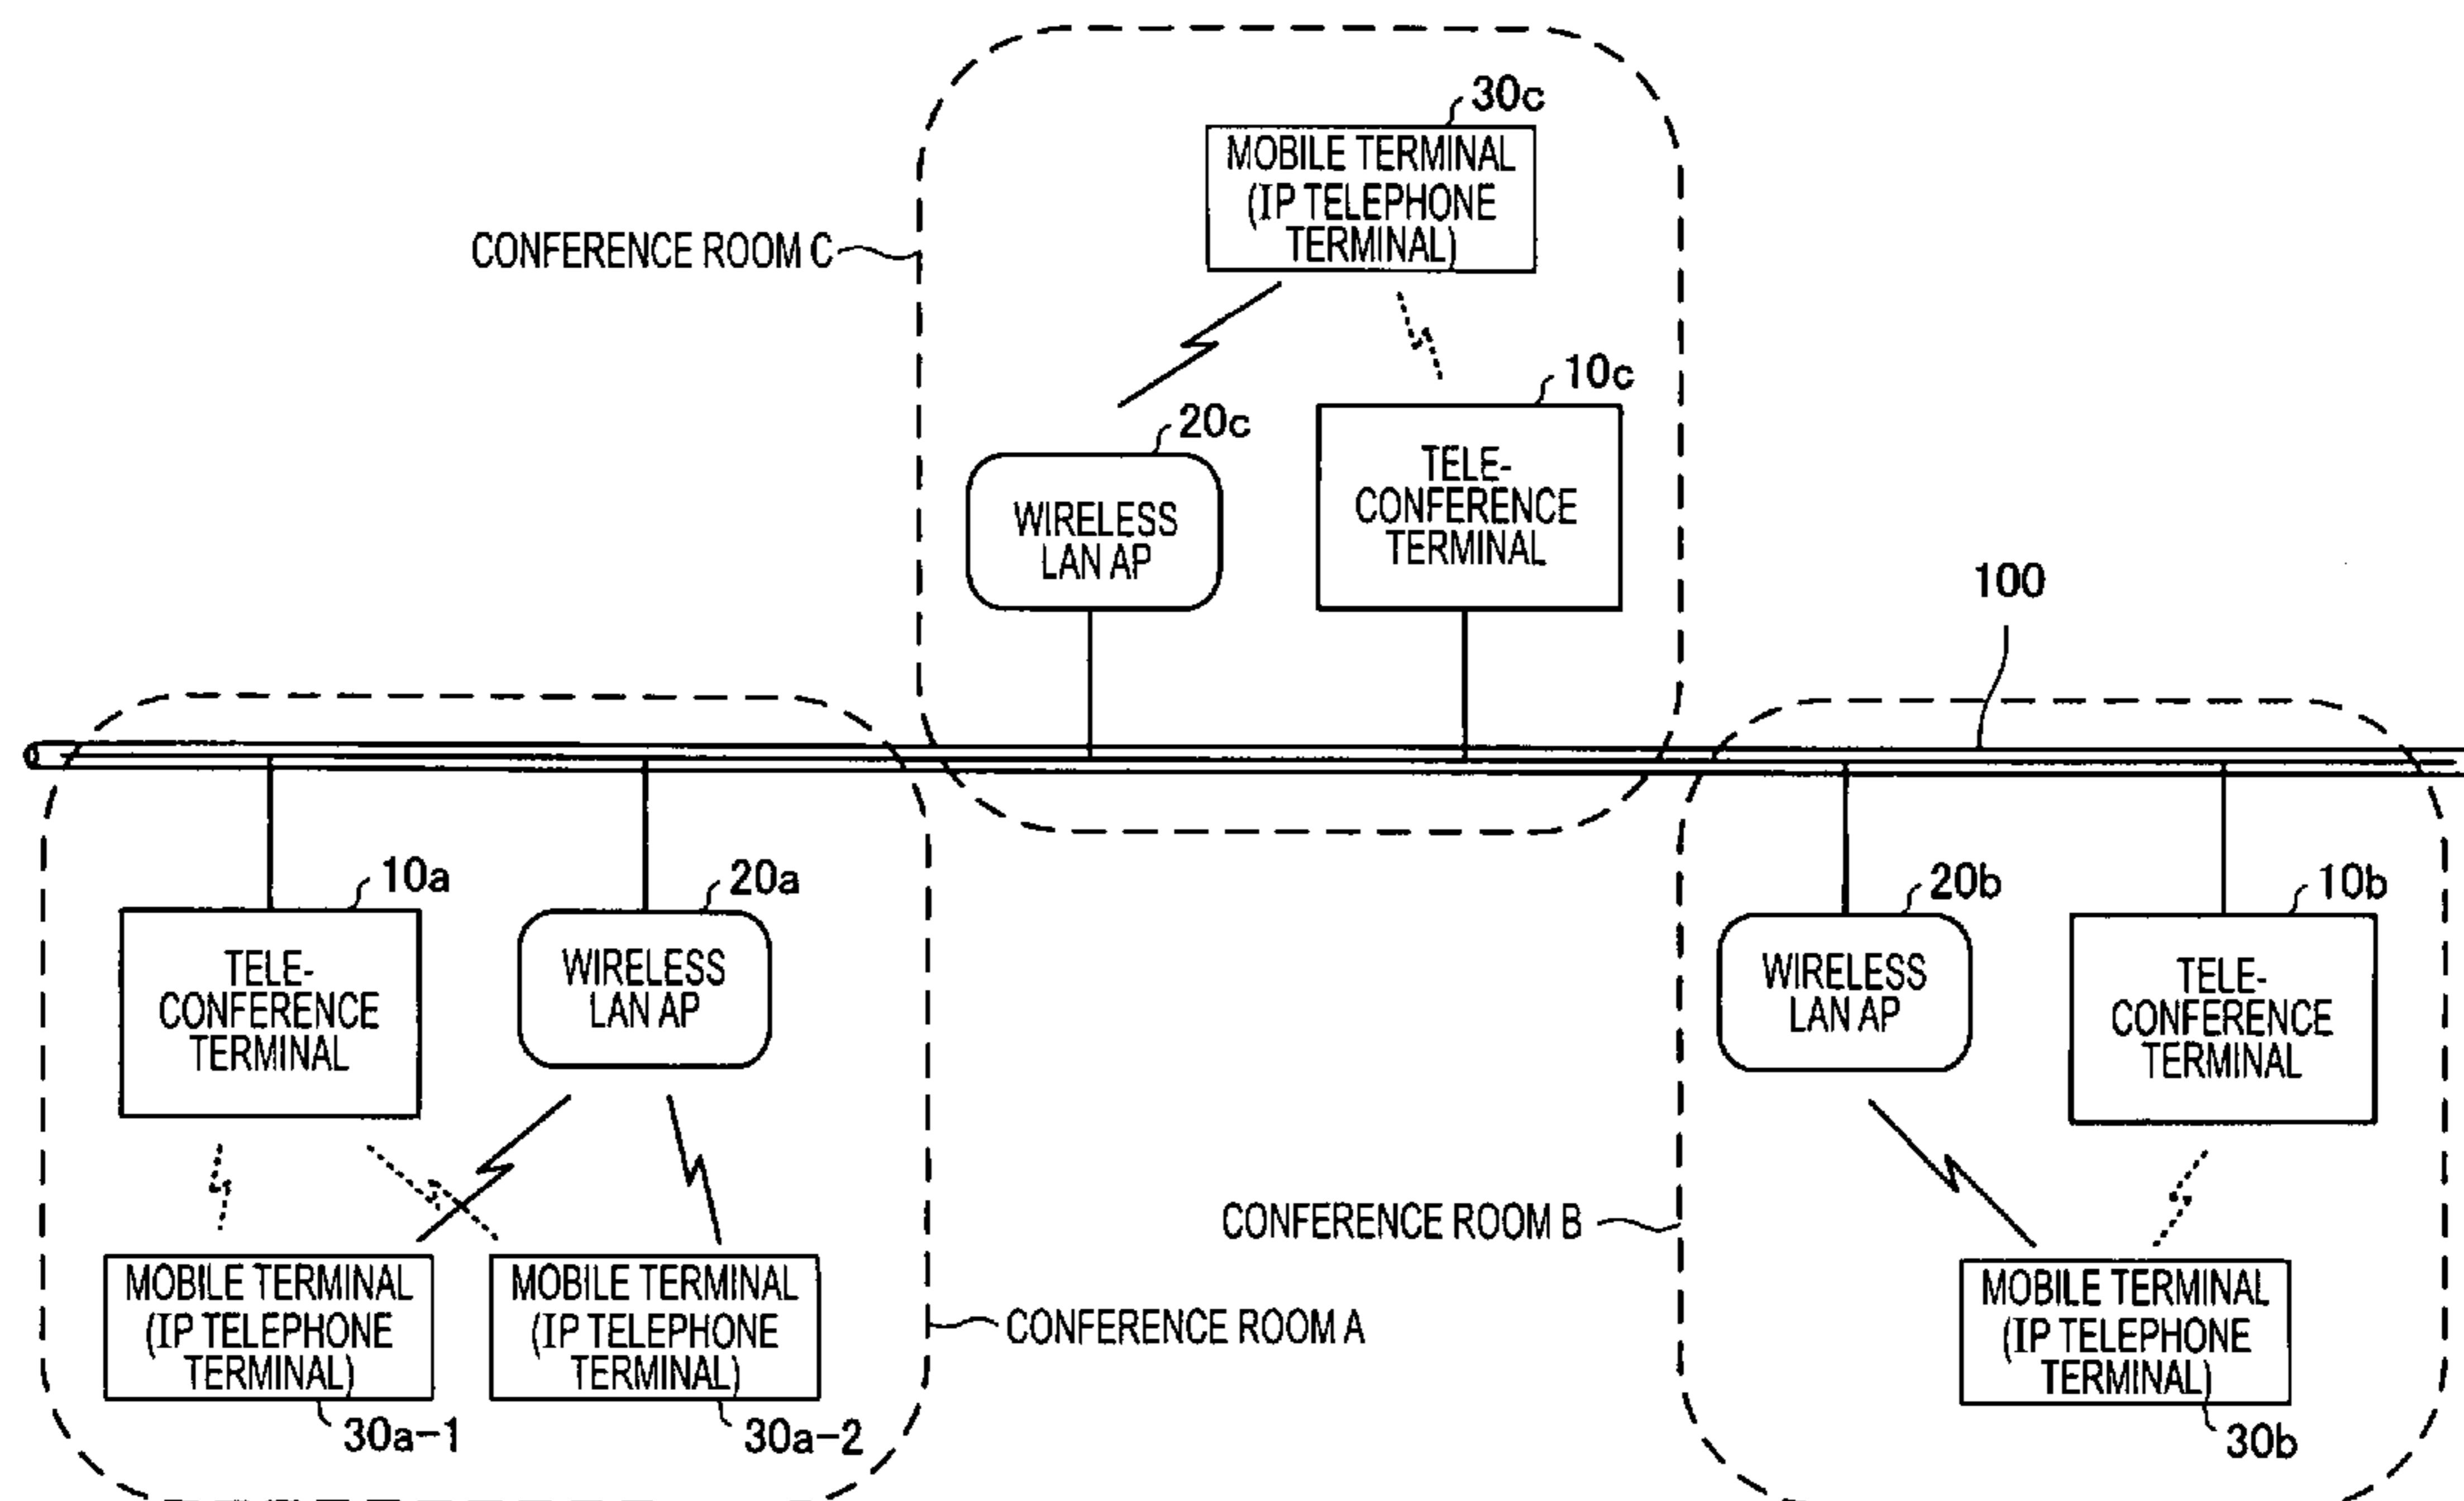 30c
MOBILE TERMINAL
(IP TELEPHONE
TERMINAL)
CONFERENCE ROOM C
10c
20c
TELE-
CONFERENCE
TERMINAL
WIRELESS
LAN AP
100
10a
20a
TELE-
CONFERENCE
TERMINAL
WIRELESS
LAN AP
20b
10b
WIRELESS
LAN AP
TELE-
CONFERENCE
TERMINAL
CONFERENCE ROOM B
MOBILE TERMINAL
(IP TELEPHONE
TERMINAL)
30a-1
MOBILE TERMINAL
(IP TELEPHONE
TERMINAL)
30a-2
CONFERENCE ROOM A
MOBILE TERMINAL
(IP TELEPHONE
TERMINAL)
30b